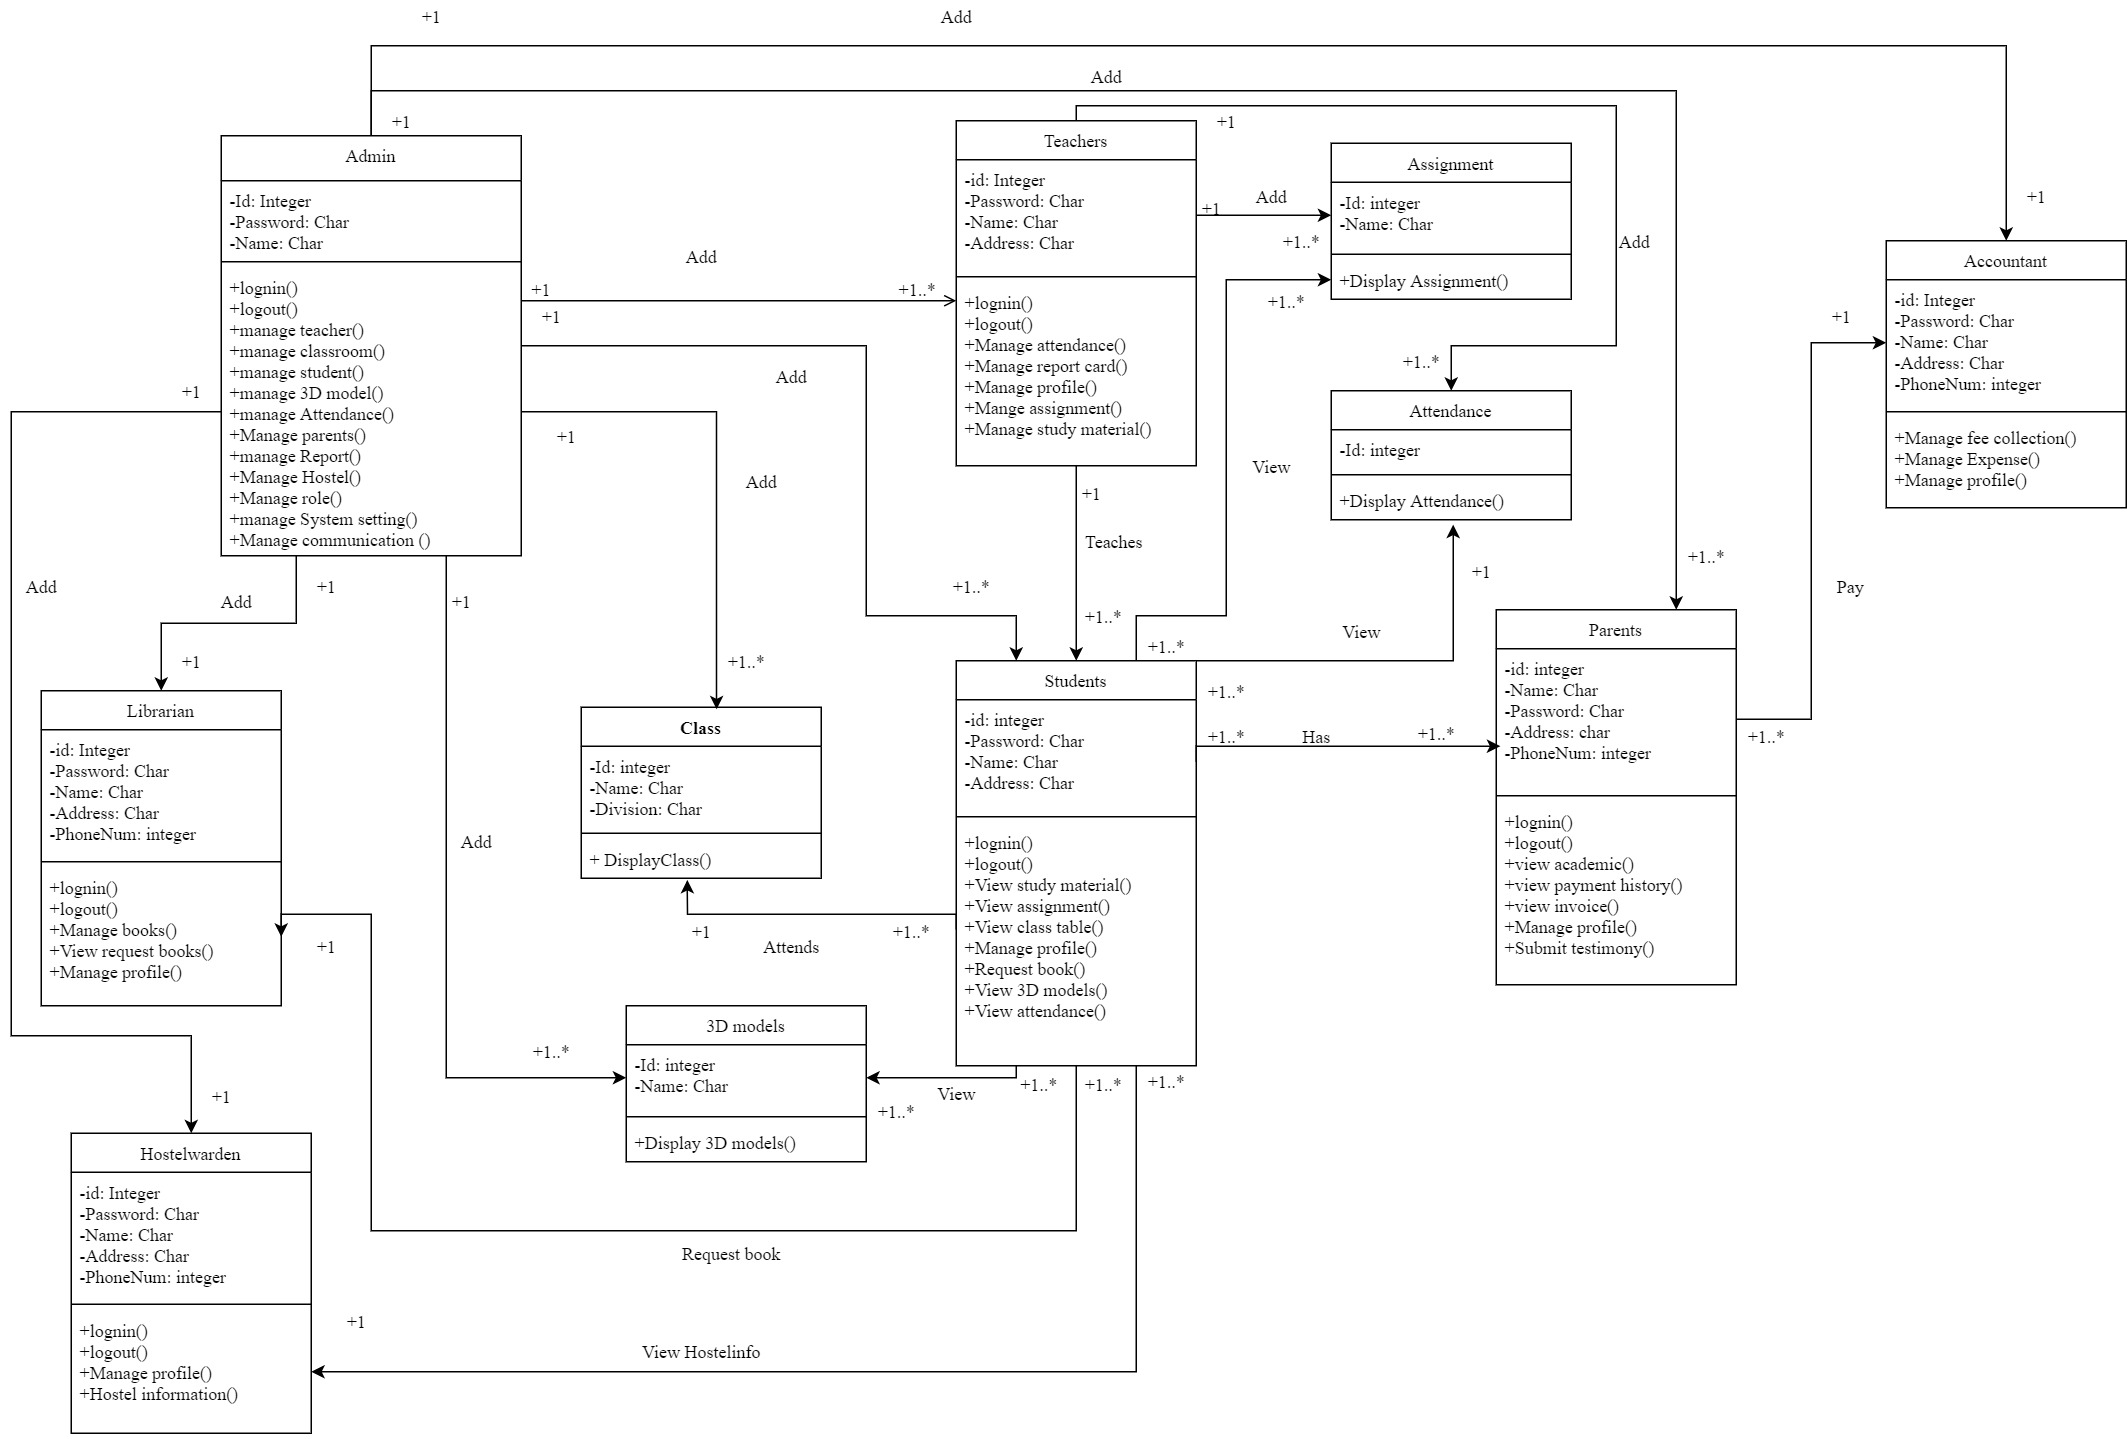 +1
Add
Add
+1
Admin
-Id: Integer
-Password: Char
-Name: Char
+lognin()
+logout()
+manage teacher()
+manage classroom()
+manage student()
+manage 3D model()
+manage Attendance()
+Manage parents()
+manage Report()
+Manage Hostel()
+Manage role()
+manage System setting()
+Manage communication ()
Add
+1
+1..*
+1
Add
+1
Add
+1..*
+1..*
Teachers
-id: Integer
-Password: Char
-Name: Char
-Address: Char
+lognin()
+logout()
+Manage attendance()
+Manage report card()
+Manage profile()
+Mange assignment()
+Manage study material()
+1
+1
Add
+1..*
+1..*
Assignment
-Id: integer
-Name: Char
+Display Assignment()
Add
+1..*
View
Attendance
-Id: integer
+Display Attendance()
+1
View
+1
Accountant
-id: Integer
-Password: Char
-Name: Char
-Address: Char
-PhoneNum: integer
+Manage fee collection()
+Manage Expense()
+Manage profile()
+1
Pay
+1..*
+1..*
Parents
-id: integer
-Name: Char
-Password: Char
-Address: char
-PhoneNum: integer
+lognin()
+logout()
+view academic()
+view payment history()
+view invoice()
+Manage profile()
+Submit testimony()
+1
Teaches
+1..*
+1..*
+1..*
+1..*
Has
+1..*
Students
-id: integer
-Password: Char
-Name: Char
-Address: Char
+lognin()
+logout()
+View study material()
+View assignment()
+View class table()
+Manage profile()
+Request book()
+View 3D models()
+View attendance()
+1
Add
+1
Add
+1
+1
Add
Librarian
-id: Integer
-Password: Char
-Name: Char
-Address: Char
-PhoneNum: integer
+lognin()
+logout()
+Manage books()
+View request books()
+Manage profile()
+1
Class
-Id: integer
-Name: Char
-Division: Char
+ DisplayClass()
+1
Attends
+1..*
+1..*
3D models
-Id: integer
-Name: Char
+Display 3D models()
View
+1..*
+1..*
+1..*
+1..*
+1
Hostelwarden
-id: Integer
-Password: Char
-Name: Char
-Address: Char
-PhoneNum: integer
+lognin()
+logout()
+Manage profile()
+Hostel information()
Request book
+1
View Hostelinfo